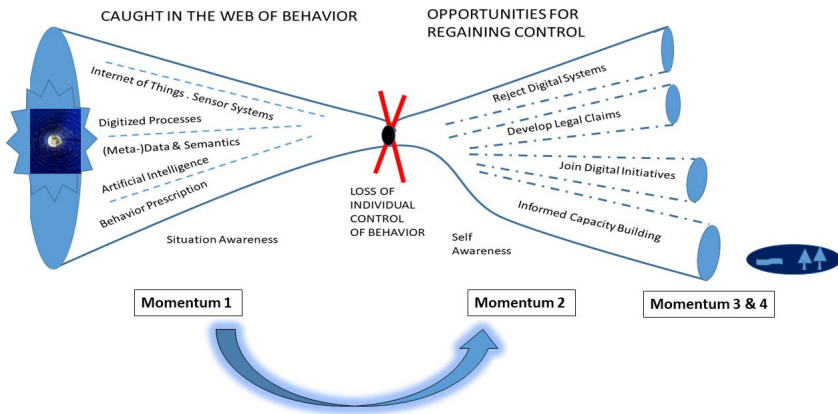 CAUGHT IN THE WEB OF BEHAVIOR
OPPORTUNITIES FOR
REGAINING CONTROL
Internet of Things . Sensor Systems
Digitized Processes
(Meta-)Data & Semantics
Artificial Intelligence
Behavior Prescription
Situation Awareness
LOSS OF
INDIVIDUAL
CONTROL
OF BEHAVIOR
Self
Awareness
Reject Digital Systems
Develop Legal Claims
Join Digital Initiatives
Informed Capacity Building
Momentum 1
Momentum 2
Momentum 3 & 4